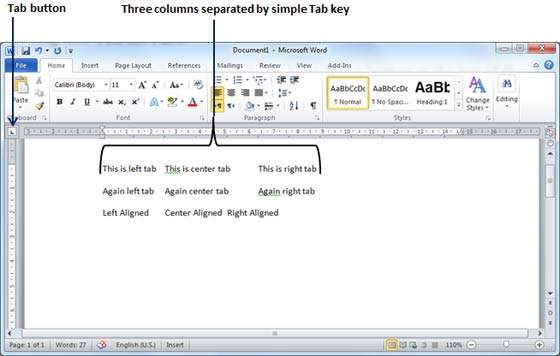 Tab button
Three columns separated by simple Tab key
Document1 - Microsoft Word
File Home Insert Page Layout References Mailings Review View Add-Ins
Paste
Calibri (Body) 11
B I U abc x₂ x²
Clipboard Font Paragraph Styles
AaBbCcDc AaBbCcDc AaBbC
¶ Normal ¶ No Spac... Heading 1
Change Styles
Editing
This is left tab This is center tab This is right tab
Again left tab Again center tab Again right tab
Left Aligned Center Aligned Right Aligned
Page: 1 of 1 Words: 27 English (U.S.) Insert 110%